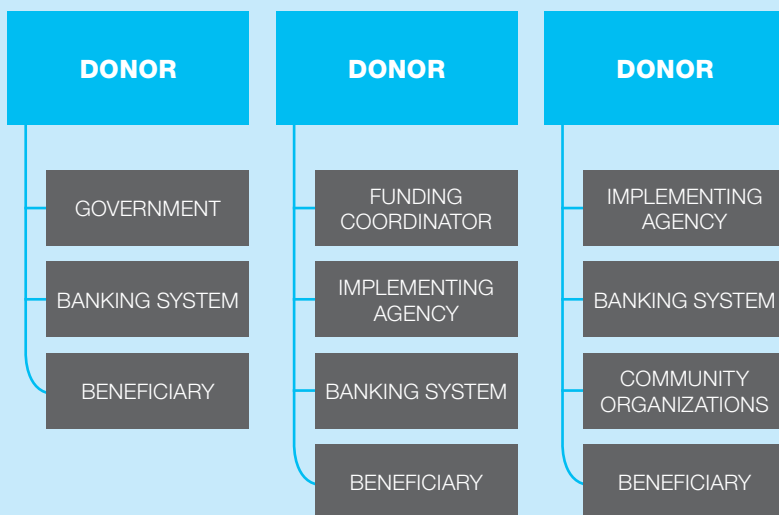 DONOR
GOVERNMENT
BANKING SYSTEM
BENEFICIARY
DONOR
FUNDING
COORDINATOR
IMPLEMENTING
AGENCY
BANKING SYSTEM
BENEFICIARY
DONOR
IMPLEMENTING
AGENCY
BANKING SYSTEM
COMMUNITY
ORGANIZATIONS
BENEFICIARY